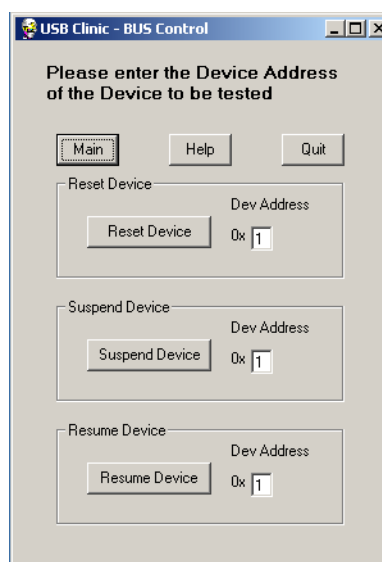 USB Clinic - BUS Control
Please enter the Device Address
of the Device to be tested
Main Help Quit
Reset Device
Dev Address
Reset Device 0x 1
Suspend Device
Dev Address
Suspend Device 0x 1
Resume Device
Dev Address
Resume Device 0x 1